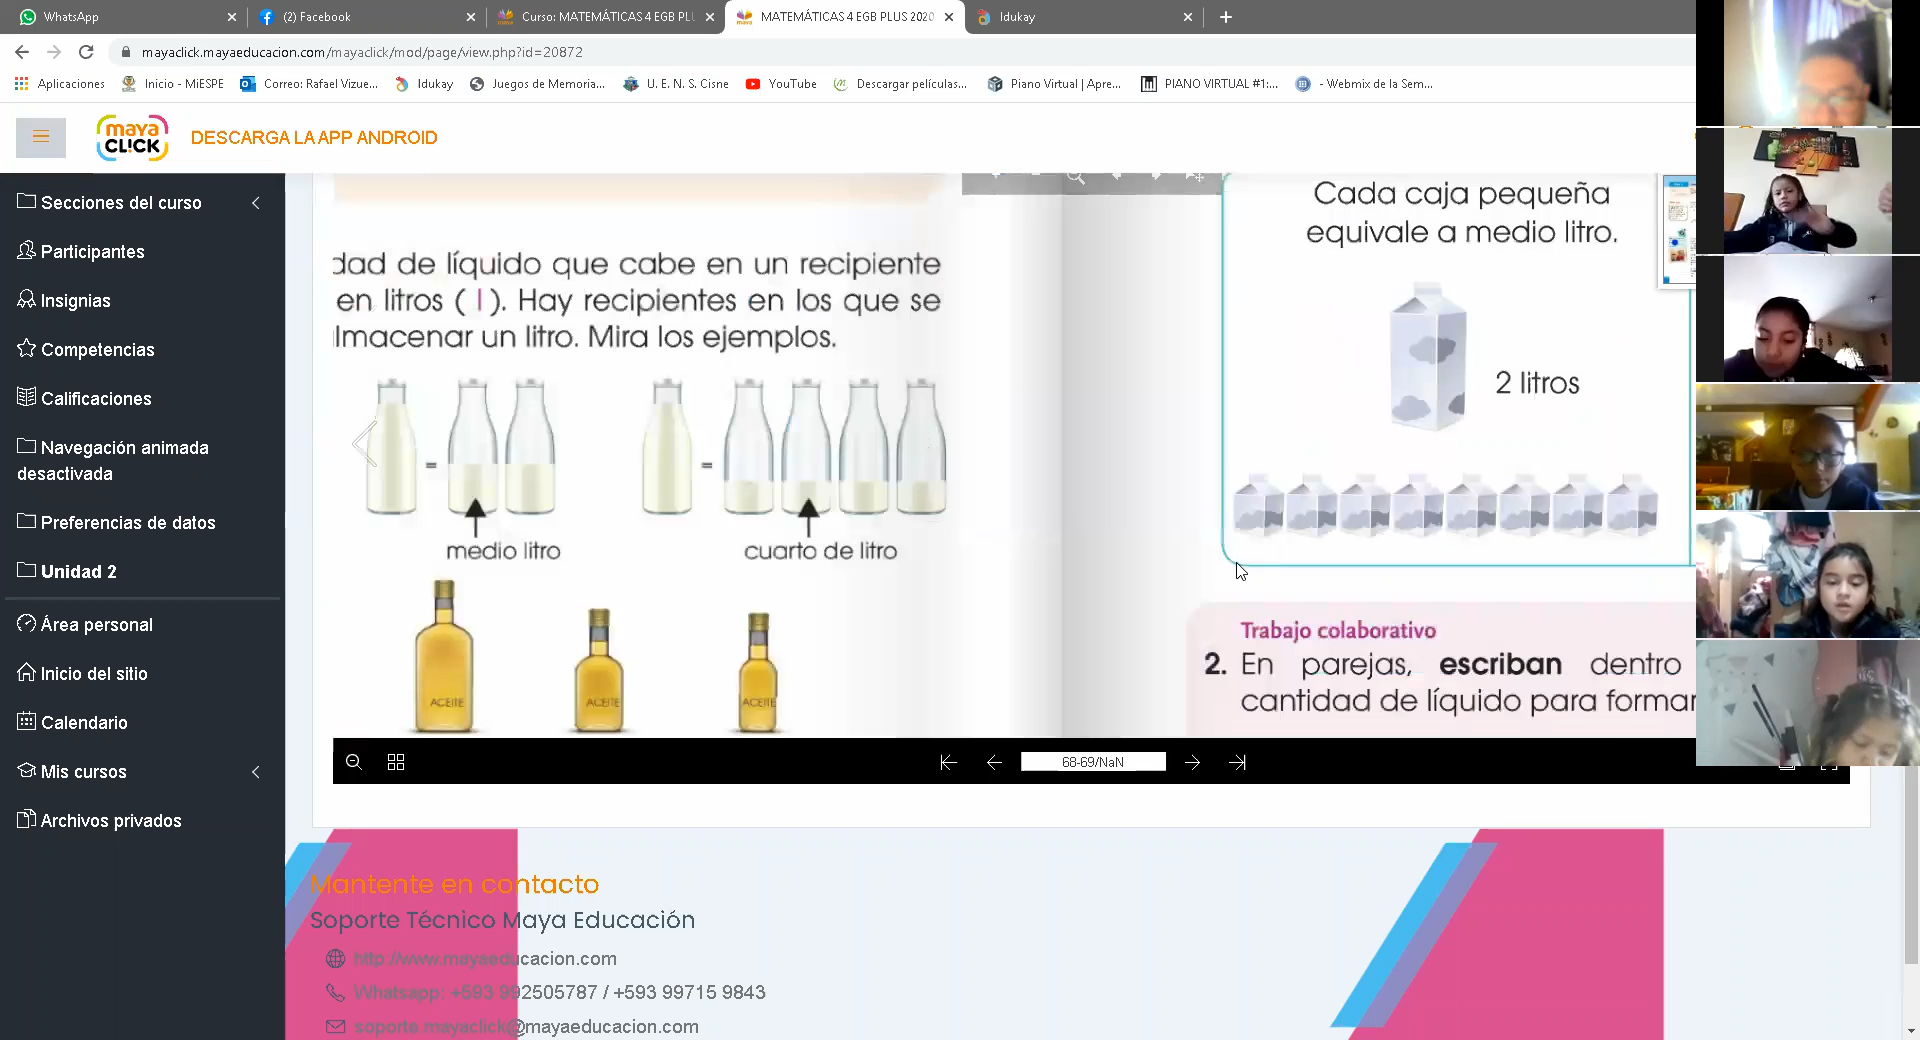 WhatsApp
(2) Facebook
Curso: MATEMÁTICAS 4 EGB PL
MATEMÁTICAS 4 EGB PLUS 2020
Idukay
mayaclick.mayaeducacion.com/mayaclick/mod/page/view.php?id=20872
Aplicaciones
Inicio - MiESPE
Correo: Rafael Vizue...
Idukay
Juegos de Memoria...
U. E. N. S. Cisne
YouTube
Descargar películas...
Piano Virtual | Apre...
PIANO VIRTUAL #1:...
- Webmix de la Sem...
maya
CL!CK
DESCARGA LA APP ANDROID
Secciones del curso
Participantes
Insignias
Competencias
Calificaciones
Navegación animada
desactivada
Preferencias de datos
Unidad 2
Área personal
Inicio del sitio
Calendario
Mis cursos
Archivos privados
dad de líquido que cabe en un recipiente
en litros ( l ). Hay recipientes en los que se
lmacenar un litro. Mira los ejemplos.
= =
medio litro
cuarto de litro
ACEITE
ACEITE
ACEITE
Cada caja pequeña
equivale a medio litro.
2 litros
Trabajo colaborativo
2. En parejas, escriban dentro
cantidad de líquido para formar
68-69/NaN
Mantente en contacto
Soporte Técnico Maya Educación
http://www.mayaeducacion.com
Whatsapp: +593 992505787 / +593 99715 9843
soporte.mayaclick@mayaeducacion.com